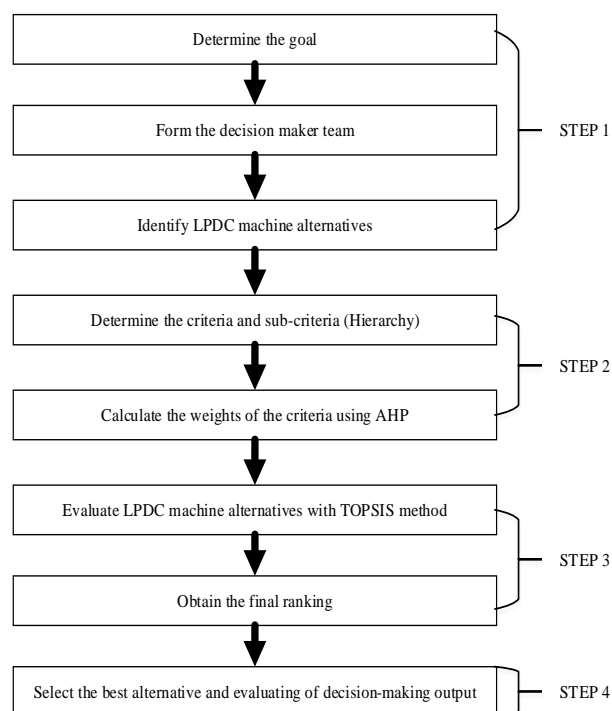 Determine the goal
Form the decision maker team
STEP 1
Identify LPDC machine alternatives
Determine the criteria and sub-criteria (Hierarchy)
STEP 2
Calculate the weights of the criteria using AHP
Evaluate LPDC machine alternatives with TOPSIS method
STEP 3
Obtain the final ranking
Select the best alternative and evaluating of decision-making output
STEP 4